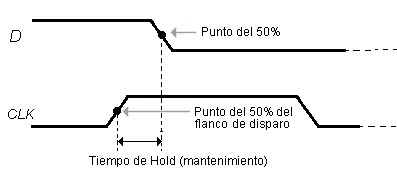 D
Punto del 50%
CLK
Punto del 50% del
flanco de disparo
Tiempo de Hold (mantenimiento)